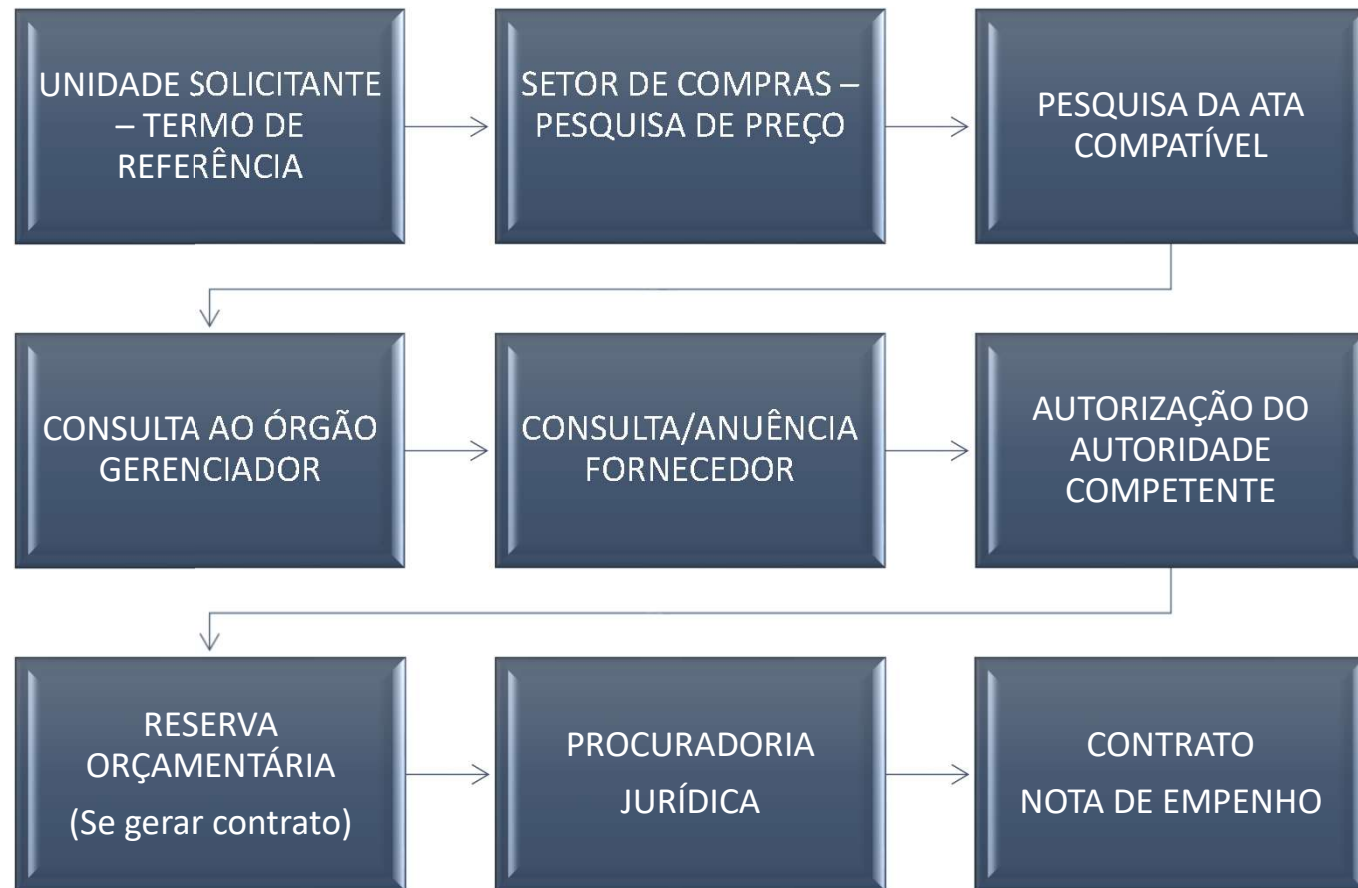 UNIDADE SOLICITANTE
– TERMO DE
REFERÊNCIA
SETOR DE COMPRAS –
PESQUISA DE PREÇO
PESQUISA DA ATA
COMPATÍVEL
CONSULTA AO ÓRGÃO
GERENCIADOR
CONSULTA/ANUÊNCIA
FORNECEDOR
AUTORIZAÇÃO DO
AUTORIDADE
COMPETENTE
RESERVA
ORÇAMENTÁRIA
(Se gerar contrato)
PROCURADORIA
JURÍDICA
CONTRATO
NOTA DE EMPENHO